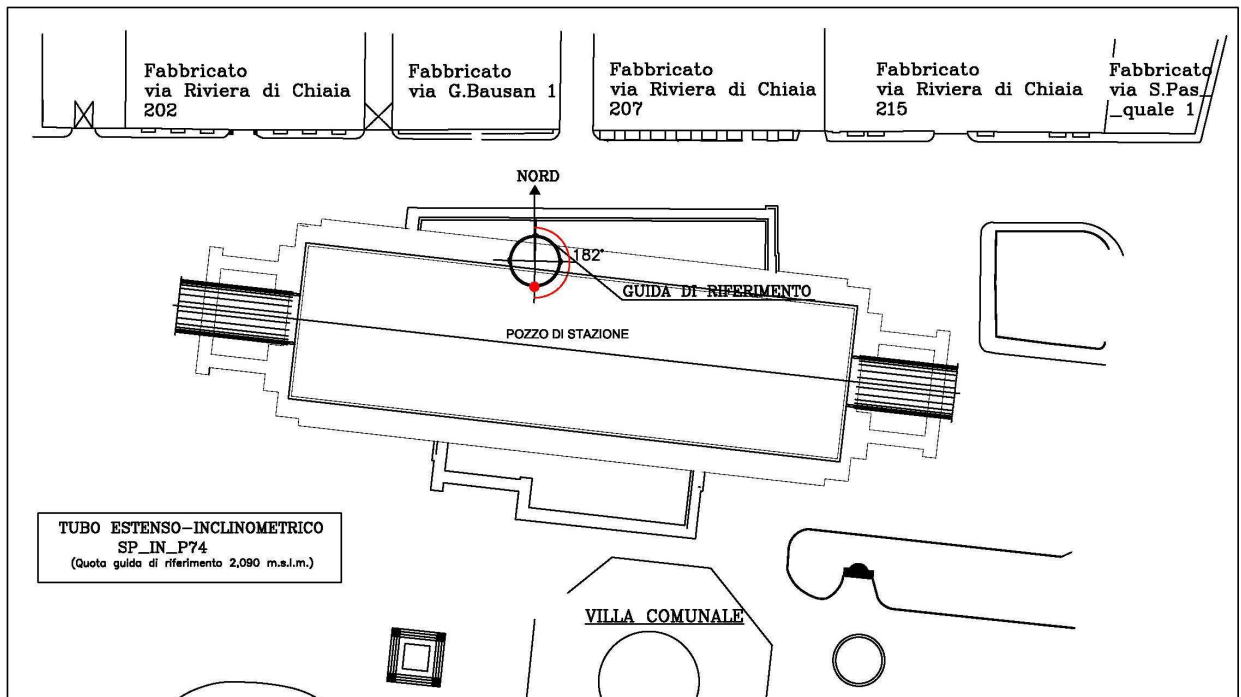 Fabbricato
via Riviera di Chiaia
202
Fabbricato
via G.Bausan 1
Fabbricato
via Riviera di Chiaia
207
Fabbricato
via Riviera di Chiaia
215
Fabbricato
via S.Pas_
_quale 1
NORD
182°
GUIDA DI RIFERIMENTO
POZZO DI STAZIONE
TUBO ESTENSO-INCLINOMETRICO
SP_IN_P74
(Quota guida di riferimento 2,090 m.s.l.m.)
VILLA COMUNALE